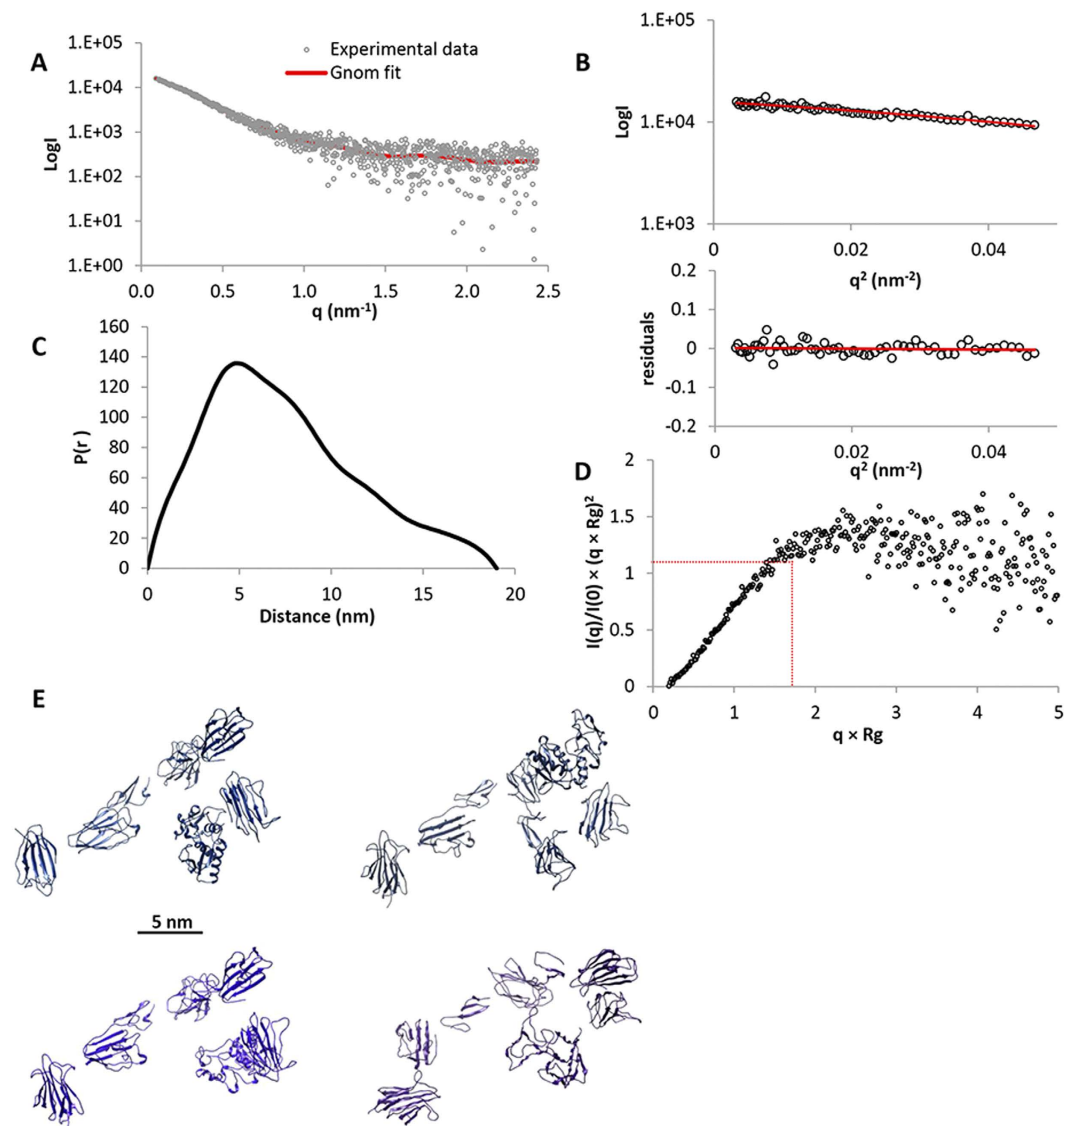 A
1.E+05
1.E+04
1.E+03
1.E+02
1.E+01
1.E+00
LogI
Experimental data
Gnom fit
0.0 0.5 1.0 1.5 2.0 2.5
q (nm-1)
B
1.E+05
1.E+04
1.E+03
LogI
0 0.02 0.04
q² (nm-2)
0.2
0.1
0
-0.1
-0.2
residuals
0 0.02 0.04
q² (nm-2)
C
160
140
120
100
80
60
40
20
0
P(r )
0 5 10 15 20
Distance (nm)
D
2
1.5
1
0.5
0
I(q)/I(0) × (q × Rg)²
0 1 2 3 4 5
q × Rg
E
5 nm